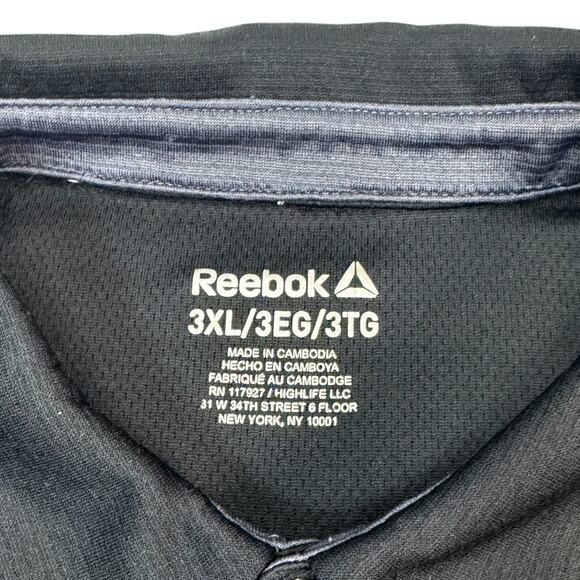 Reebok
3XL/3EG/3TG
MADE IN CAMBODIA
HECHO EN CAMBOYA
FABRIQUÉ AU CAMBODGE
RN 117927 / HIGHLIFE LLC
31 W 34TH STREET 6 FLOOR
NEW YORK, NY 10001